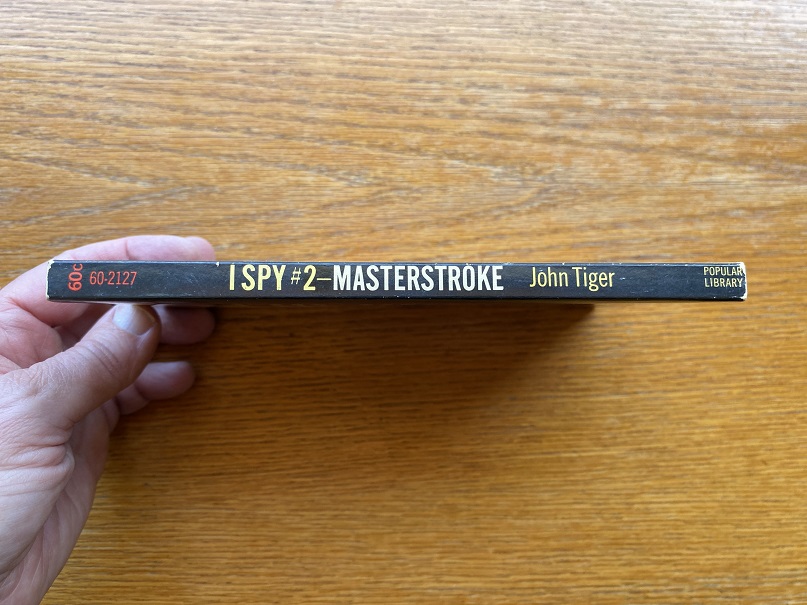 60c
60-2127
I SPY #2–MASTERSTROKE
John Tiger
POPULAR
LIBRARY